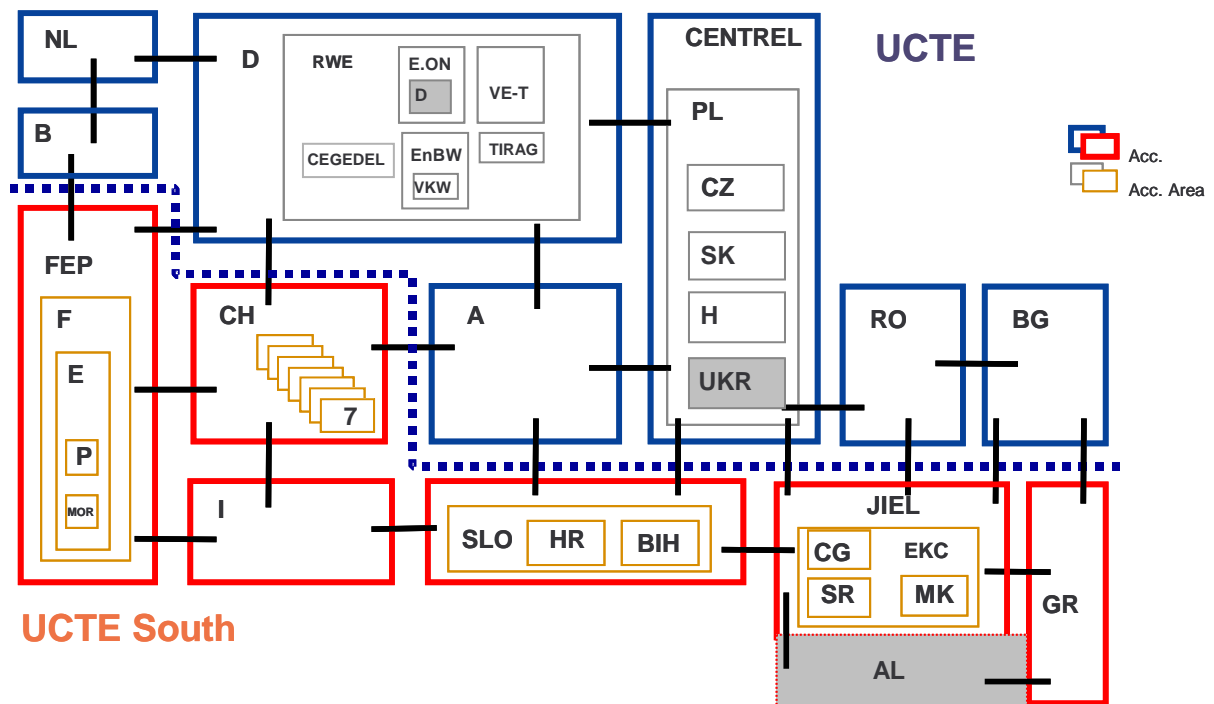 NL
D
RWE
E.ON
D
VE-T
CENTREL
UCTE
PL
B
CEGEDEL
EnBW
VKW
TIRAG
CZ
Acc.
Acc. Area
SK
H
UKR
FEP
F
E
P
MOR
CH
7
A
RO
BG
I
SLO
HR
BIH
JIEL
CG
EKC
SR
MK
GR
AL
UCTE South